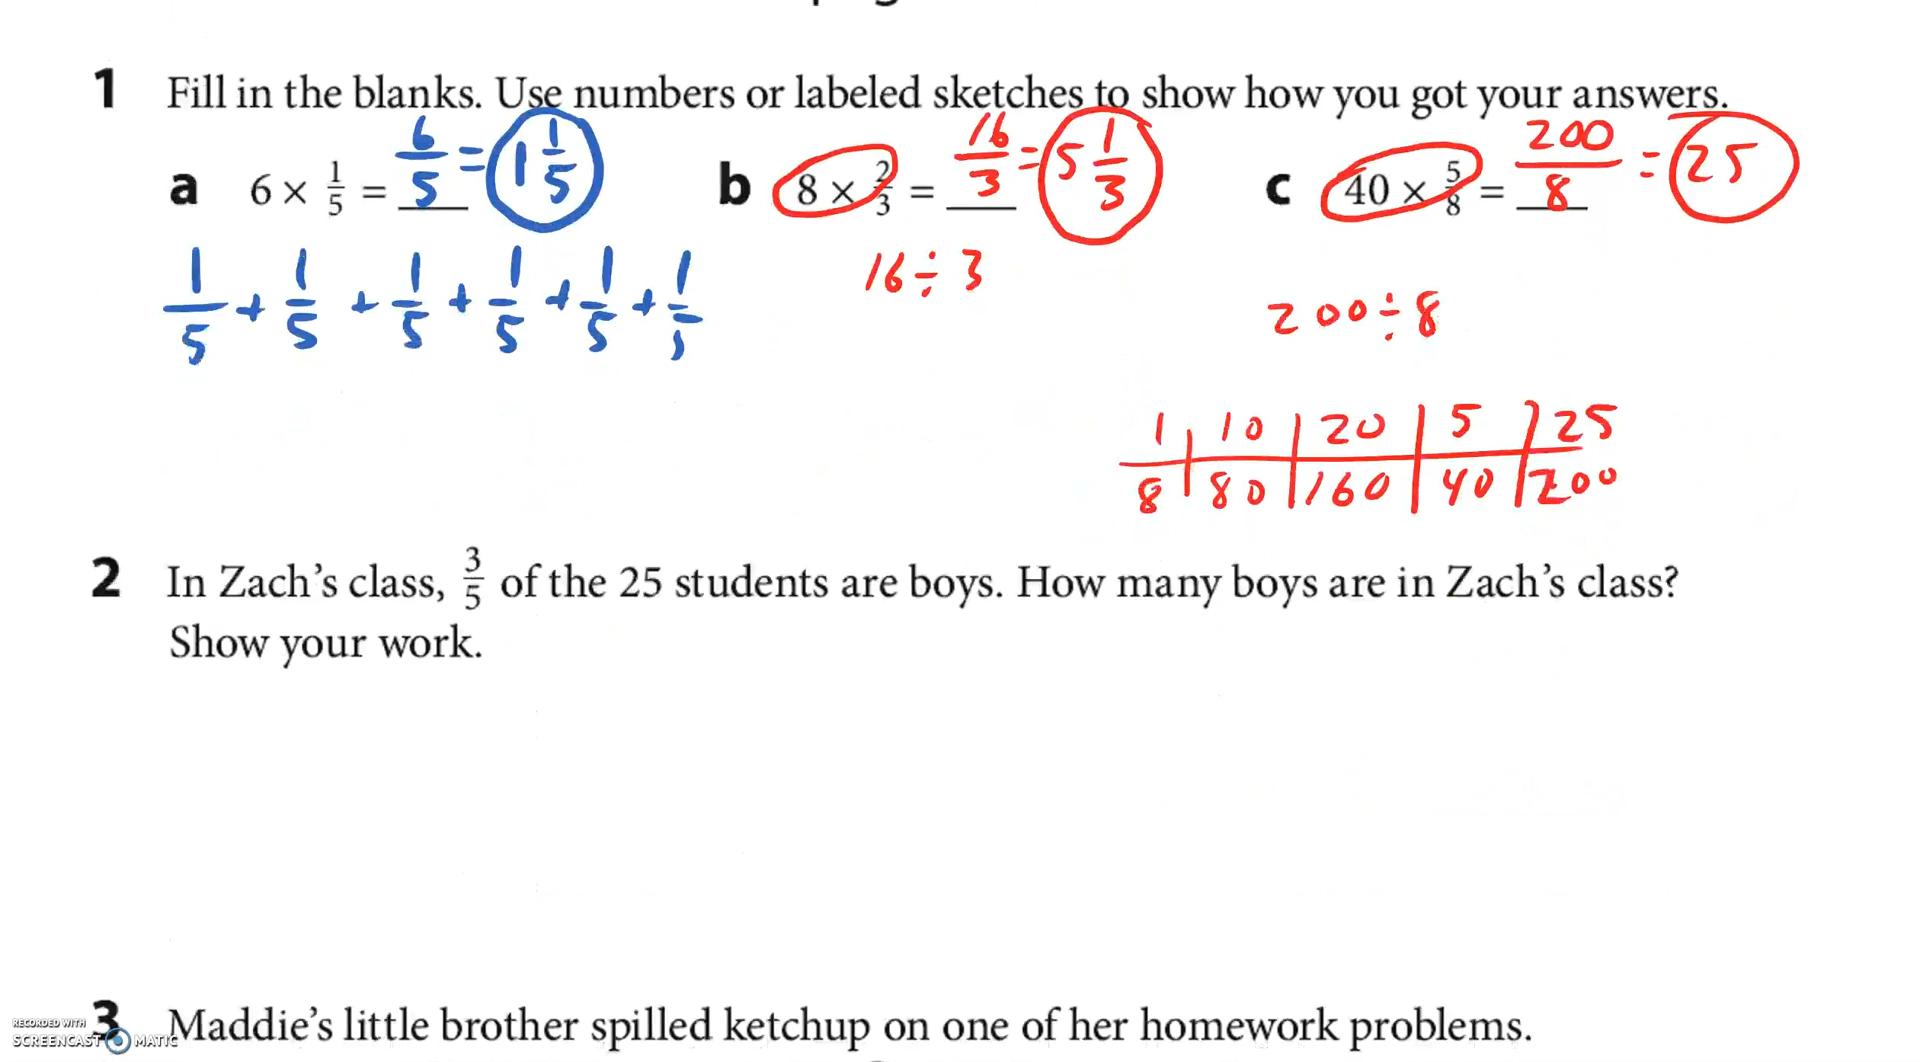 1 Fill in the blanks. Use numbers or labeled sketches to show how you got your answers.
a 6 × 1/5 = 6/5 = 1 1/5
b 8 × 2/3 = 16/3 = 5 1/3
c 40 × 5/8 = 200/8 = 25
1/5 + 1/5 + 1/5 + 1/5 + 1/5 + 1/5
16 ÷ 3
200 ÷ 8
1 10 20 5 25
8 80 160 40 200
2 In Zach's class, 3/5 of the 25 students are boys. How many boys are in Zach's class?
Show your work.
3 Maddie's little brother spilled ketchup on one of her homework problems.
RECORDED WITH
SCREENCAST MATIC